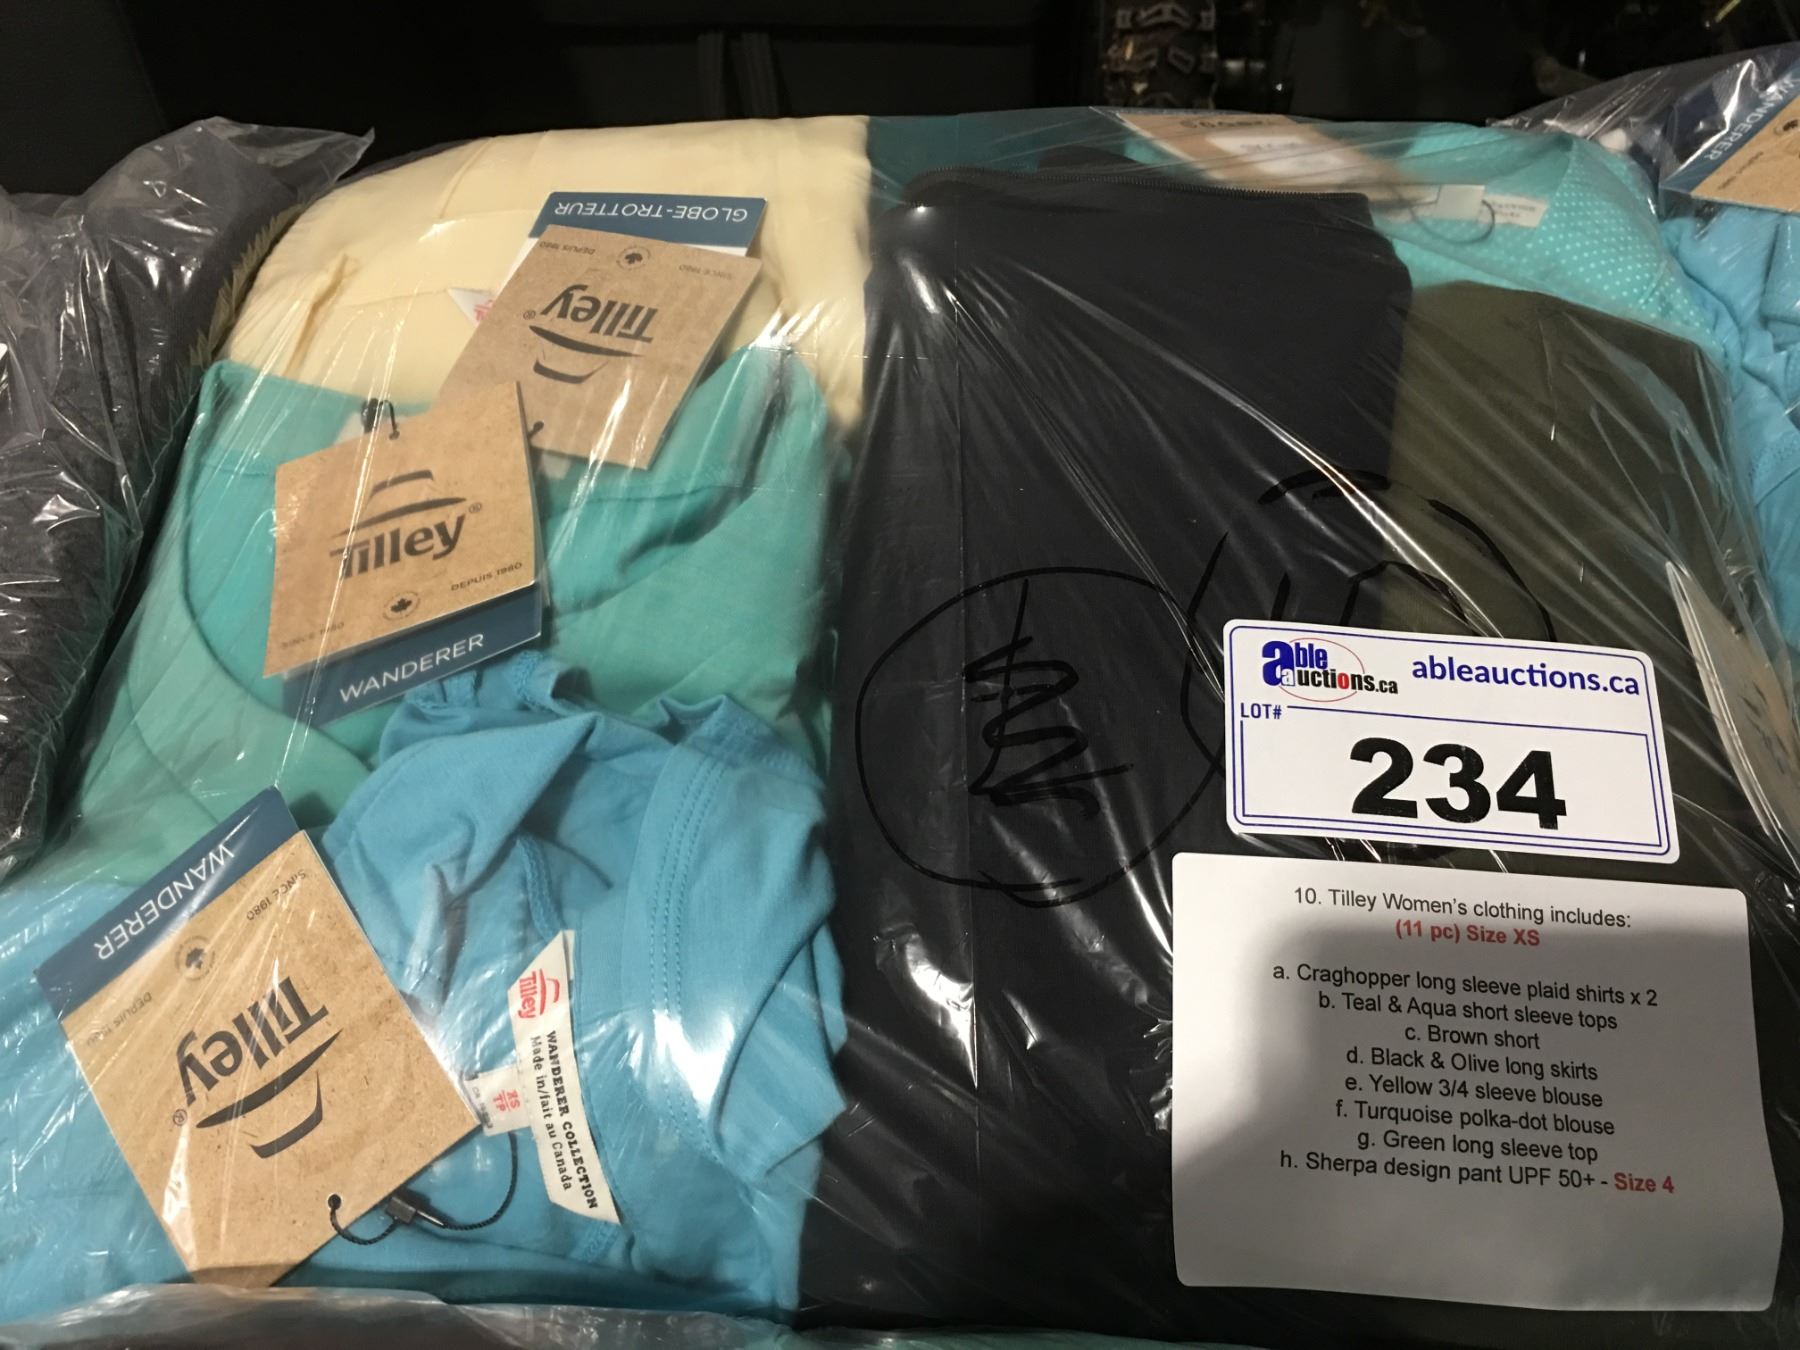 GLOBE-TROTTEUR
DEPUIS 1980
SINCE 1980
Tilley®
Tilley®
DEPUIS 1980
SINCE 1980
WANDERER
WANDERER
SINCE 1980
DEPUIS 1980
Tilley®
Tilley
WANDERER COLLECTION
Made in/fait au Canada
XS
TP
WANDERER
able auctions.ca
ableauctions.ca
LOT#
234
10. Tilley Women's clothing includes:
(11 pc) Size XS
a. Craghopper long sleeve plaid shirts x 2
b. Teal & Aqua short sleeve tops
c. Brown short
d. Black & Olive long skirts
e. Yellow 3/4 sleeve blouse
f. Turquoise polka-dot blouse
g. Green long sleeve top
h. Sherpa design pant UPF 50+ - Size 4